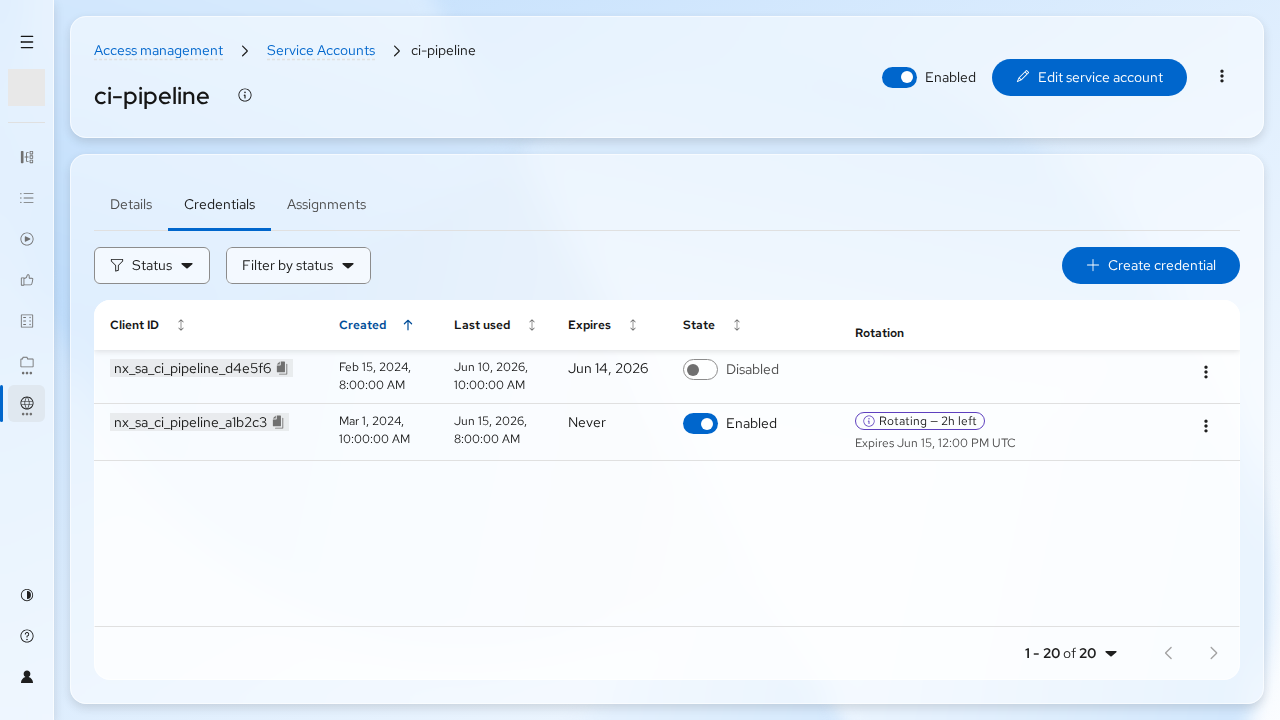 Access management
Service Accounts
ci-pipeline
ci-pipeline
Enabled
Edit service account
Details
Credentials
Assignments
Status
Filter by status
Create credential
Client ID
Created
Last used
Expires
State
Rotation
nx_sa_ci_pipeline_d4e5f6
Feb 15, 2024,
8:00:00 AM
Jun 10, 2026,
10:00:00 AM
Jun 14, 2026
Disabled
nx_sa_ci_pipeline_a1b2c3
Mar 1, 2024,
10:00:00 AM
Jun 15, 2026,
8:00:00 AM
Never
Enabled
Rotating — 2h left
Expires Jun 15, 12:00 PM UTC
1 - 20 of 20